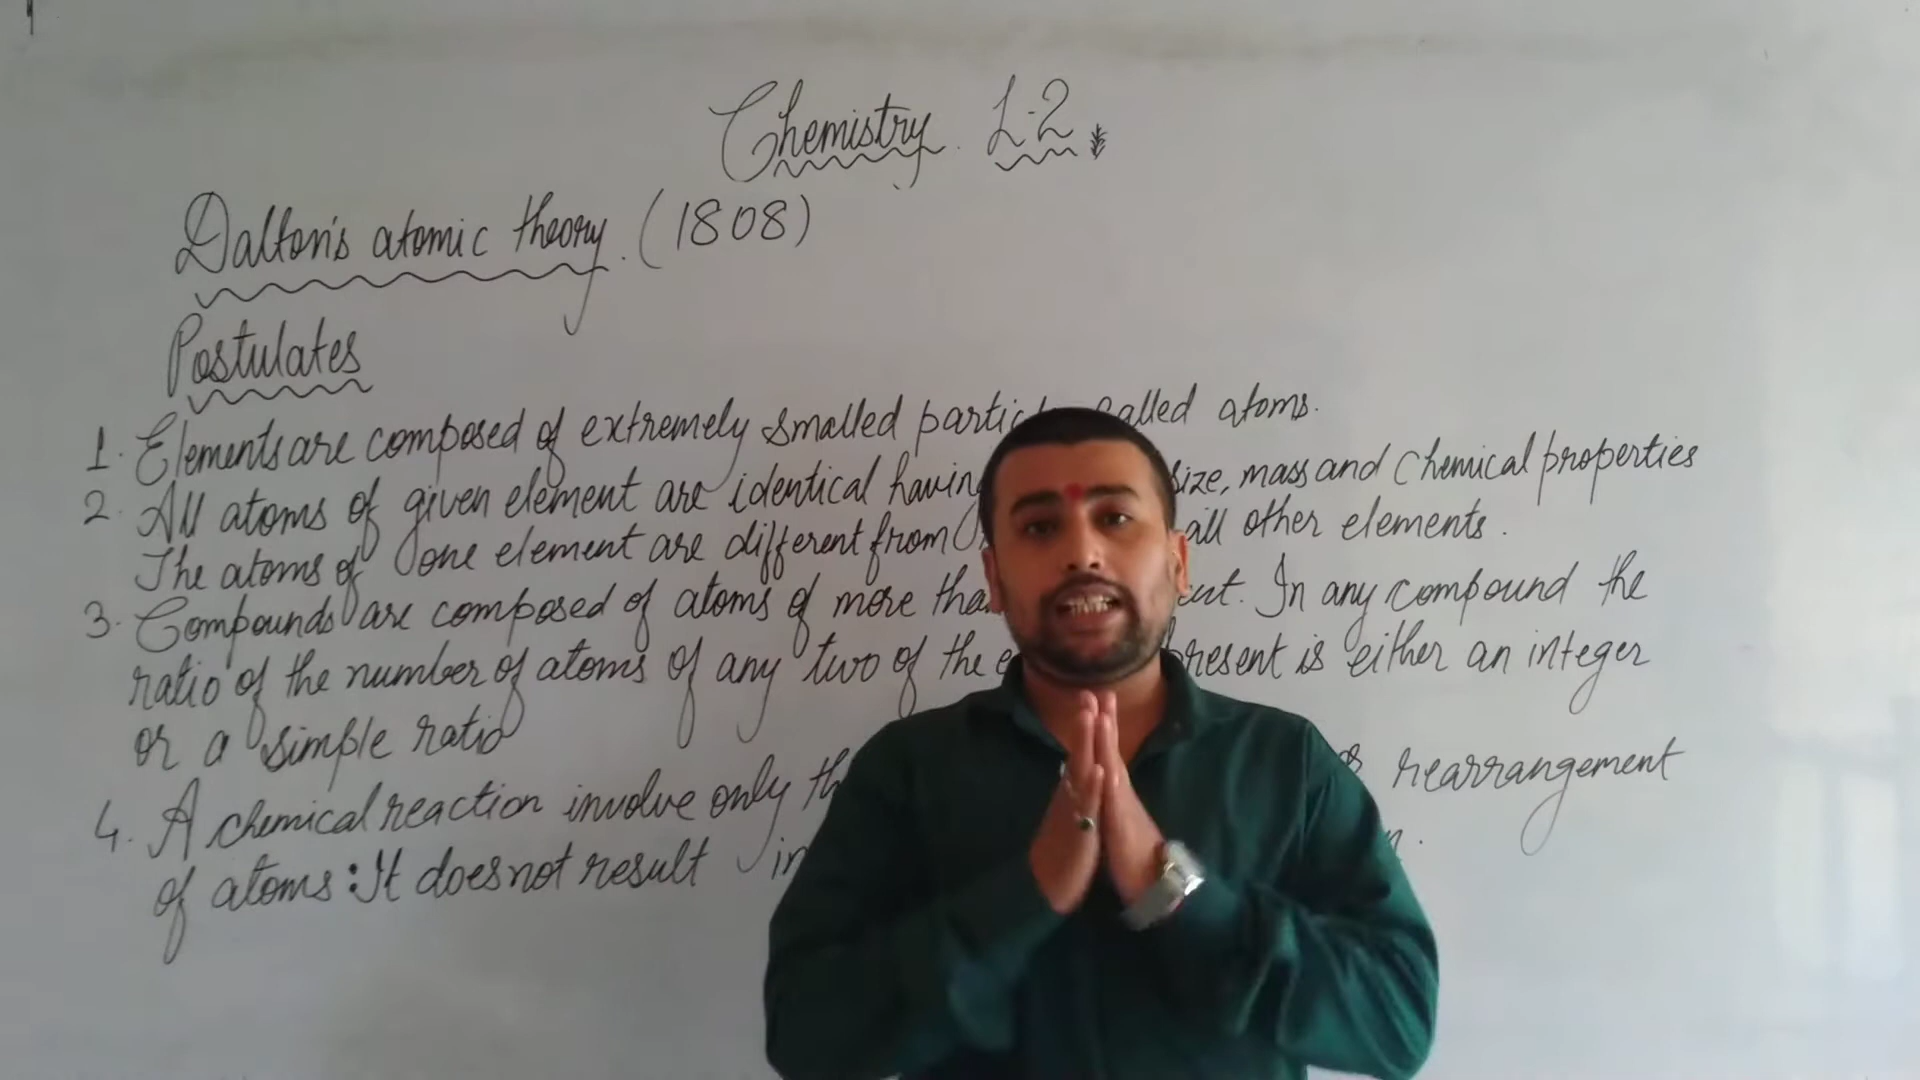 Chemistry. L-2
Dalton's atomic theory. (1808)
Postulates
1. Elements are composed of extremely smalled called atoms.
2. All atoms of given element are identical having size, mass and Chemical properties
The atoms of one element are different from all other elements.
3. Compounds are composed of atoms of more In any compound the
ratio of the number of atoms of any two of the present is either an integer
or a simple ratio
4. A chemical reaction involve only rearrangement
of atoms: It does not result in